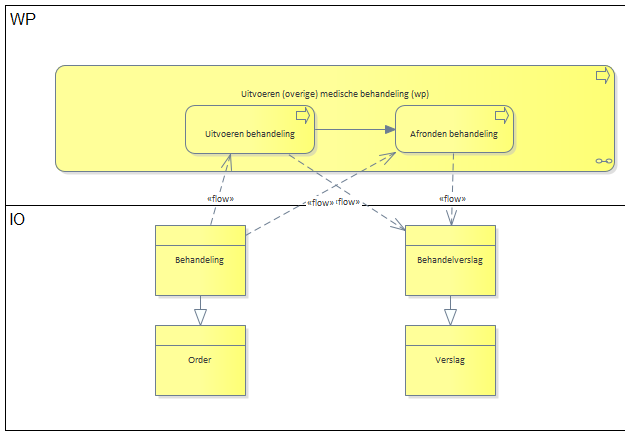 WP
Uitvoeren (overige) medische behandeling (wp)
Uitvoeren behandeling
Afronden behandeling
«flow»
«flow»
flow»
«flow»
IO
Behandeling
Behandelverslag
Order
Verslag